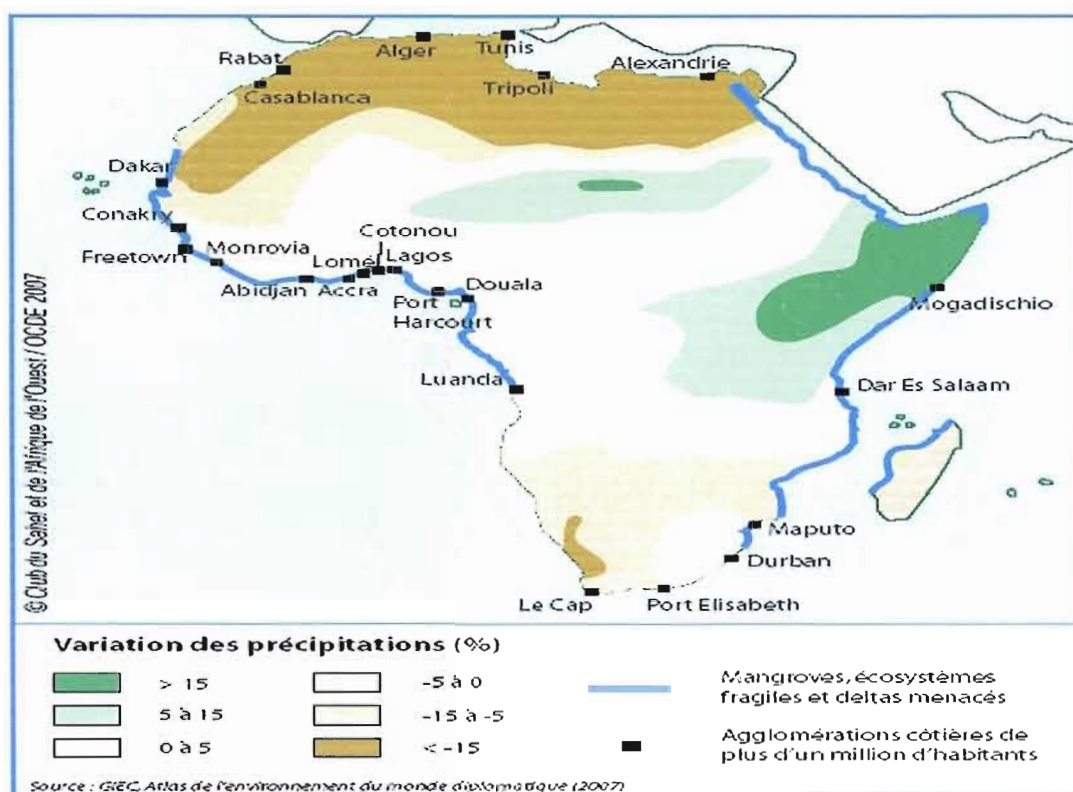 Alger
Tunis
Rabat
Alexandrie
Casablanca
Tripoli
Dakar
Conakry
Cotonou
Freetown
Monrovia
Lomé
Lagos
Abidjan
Accra
Douala
Port
Harcourt
Mogadischio
Luanda
Dar Es Salaam
Maputo
Durban
Le Cap
Port Elisabeth
© Club du Sahel et de l'Afrique de l'Ouest / OCDE 2007
Variation des précipitations (%)
> 15
5 à 15
0 à 5
-5 à 0
-15 à -5
< -15
Mangroves, écosystèmes
fragiles et deltas menacés
Agglomérations côtières de
plus d'un million d'habitants
Source : GIEC, Atlas de l'environnement du monde diplomatique (2007)